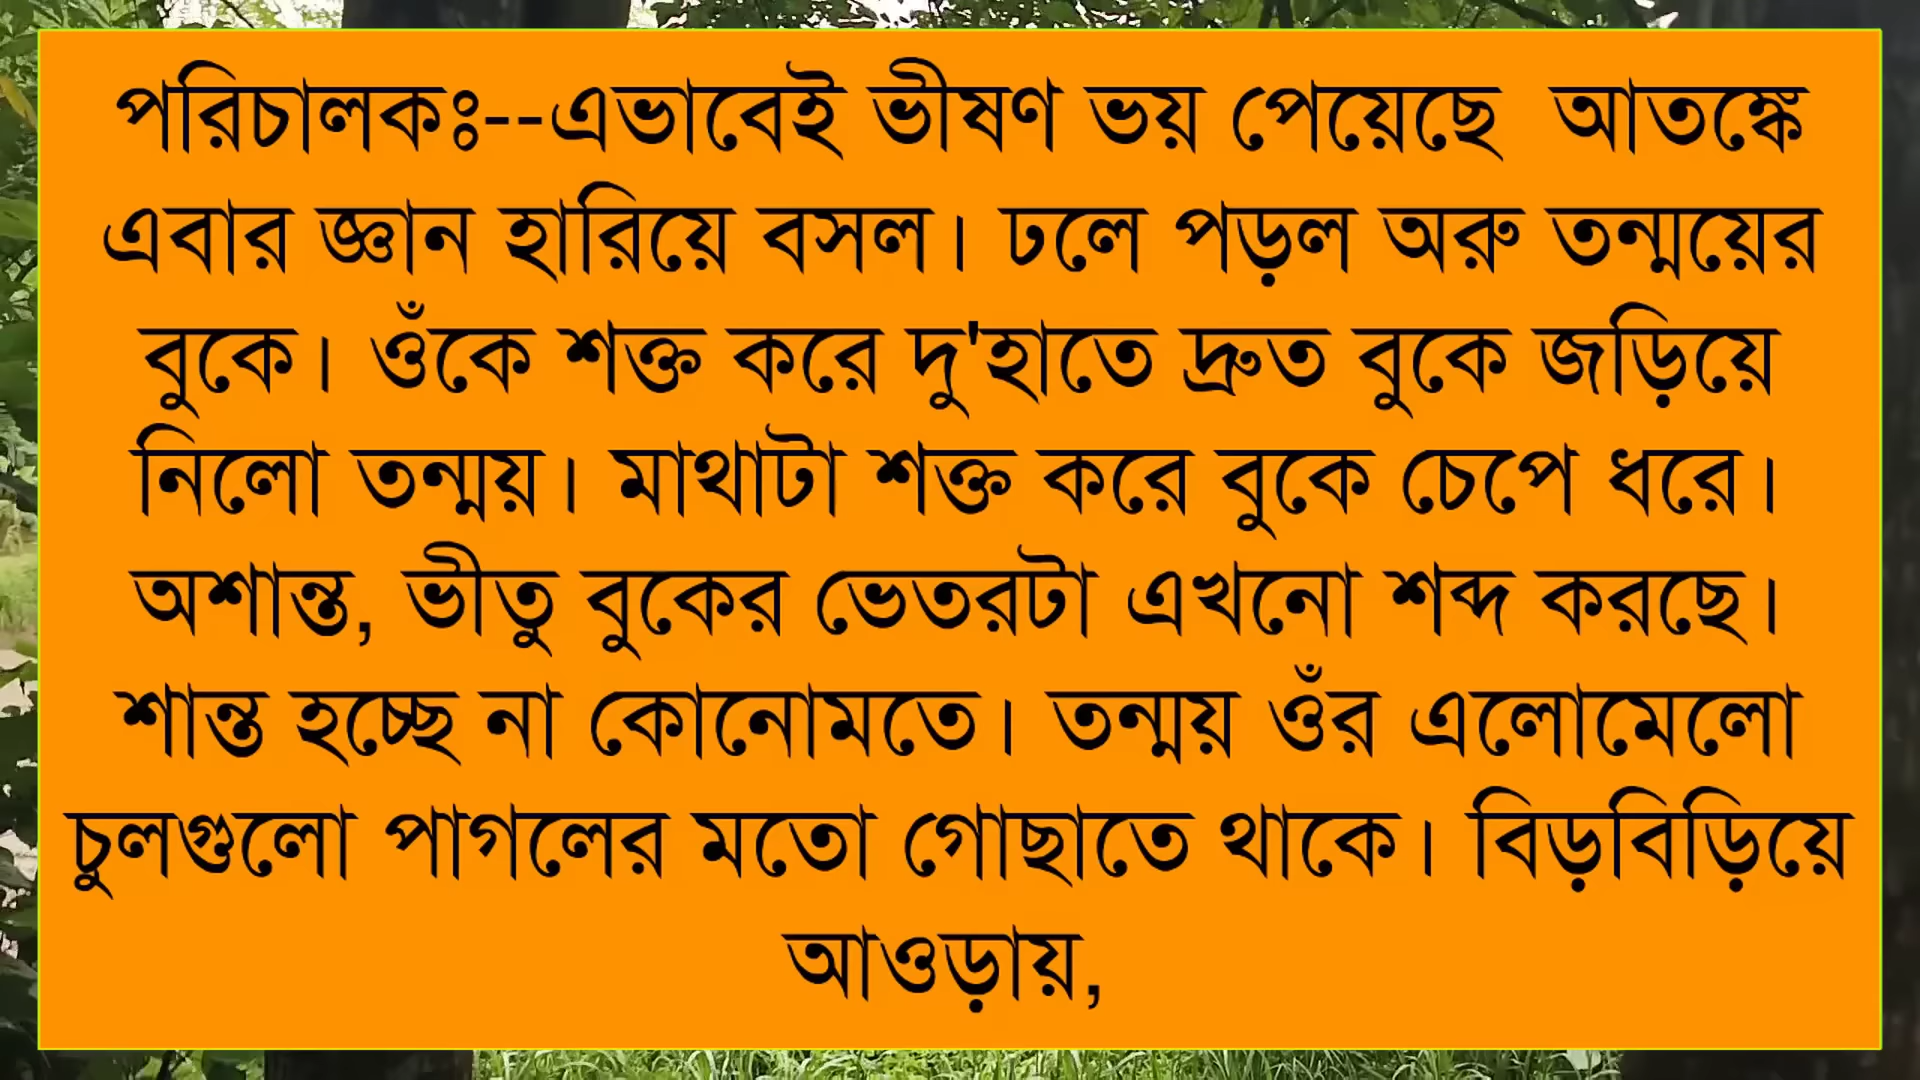 পরিচালকঃ--এভাবেই ভীষণ ভয় পেয়েছে  আতঙ্কে
এবার জ্ঞান হারিয়ে বসল। ঢলে পড়ল অরু তন্ময়ের
বুকে। ওঁকে শক্ত করে দু'হাতে দ্রুত বুকে জড়িয়ে
নিলো তন্ময়। মাথাটা শক্ত করে বুকে চেপে ধরে।
অশান্ত, ভীতু বুকের ভেতরটা এখনো শব্দ করছে।
শান্ত হচ্ছে না কোনোমতে। তন্ময় ওঁর এলোমেলো
চুলগুলো পাগলের মতো গোছাতে থাকে। বিড়বিড়িয়ে
আওড়ায়,